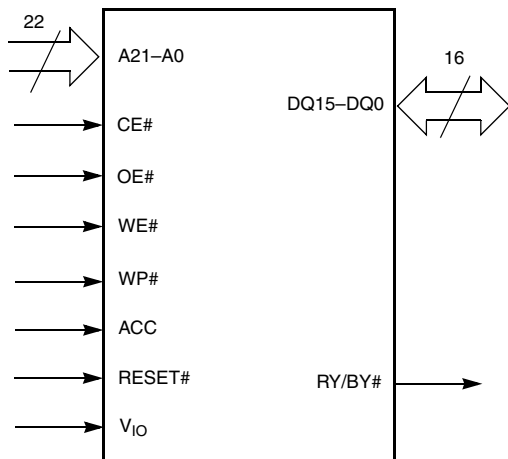 22
A21–A0
16
DQ15–DQ0
CE#
OE#
WE#
WP#
ACC
RESET#
RY/BY#
VIO